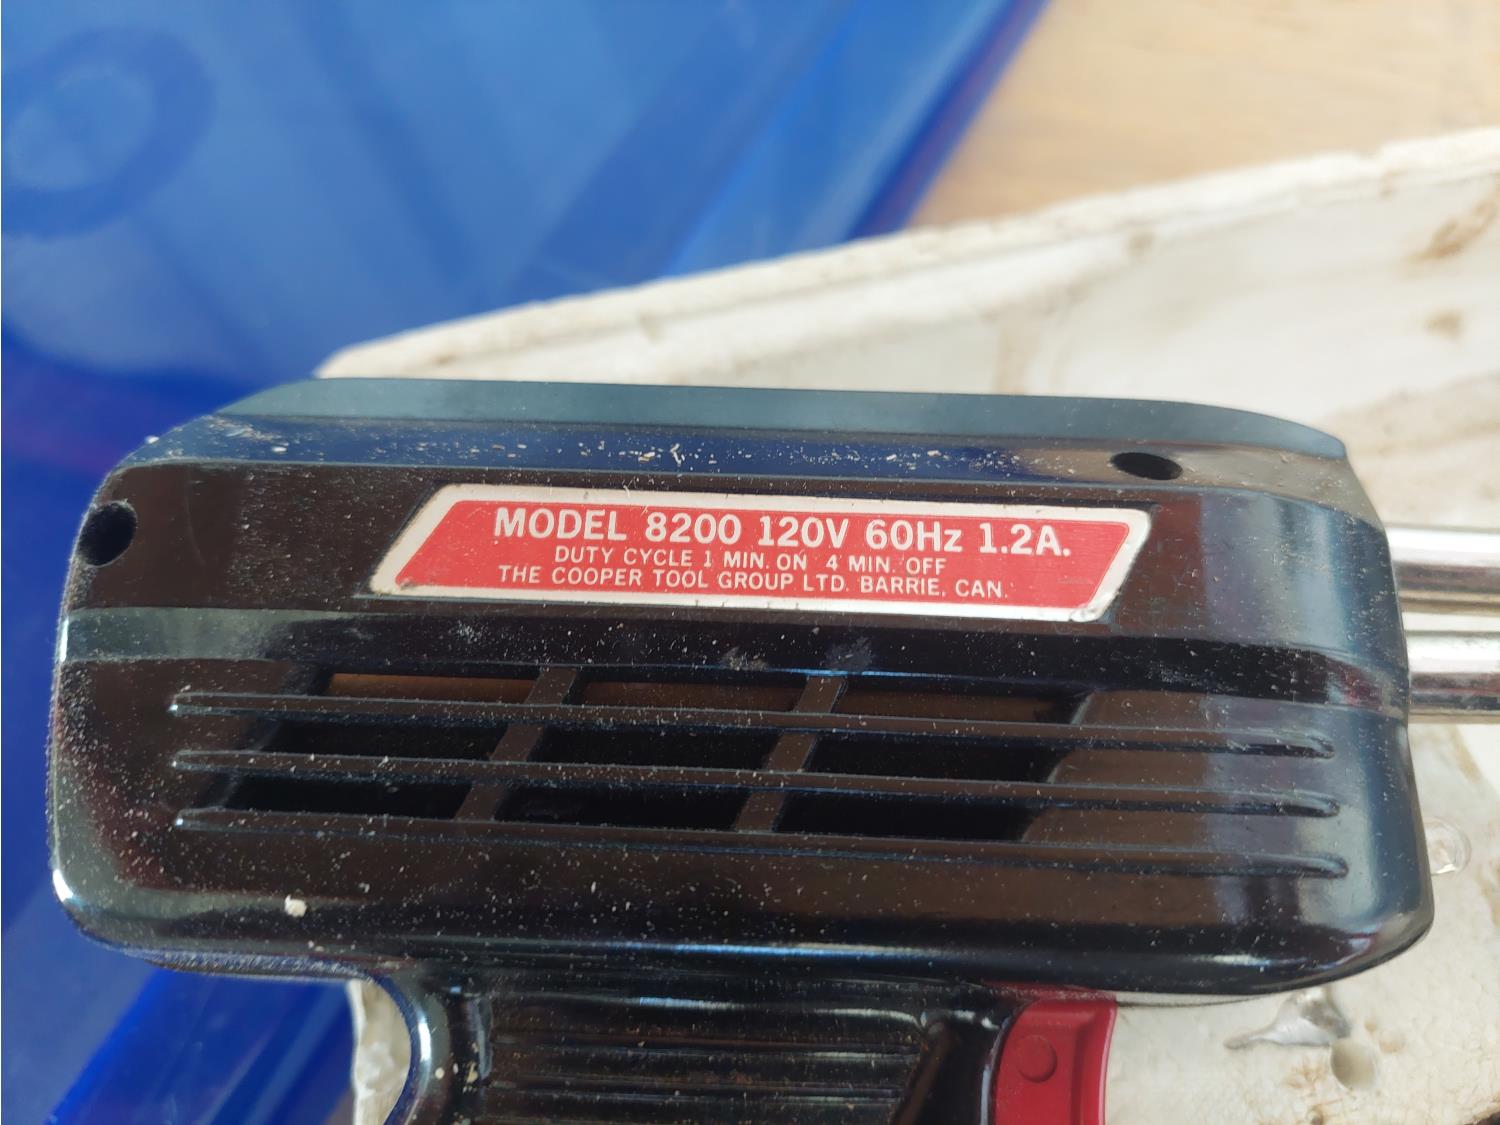 MODEL 8200 120V 60Hz 1.2A.
DUTY CYCLE 1 MIN. ON 4 MIN. OFF
THE COOPER TOOL GROUP LTD. BARRIE, CAN.